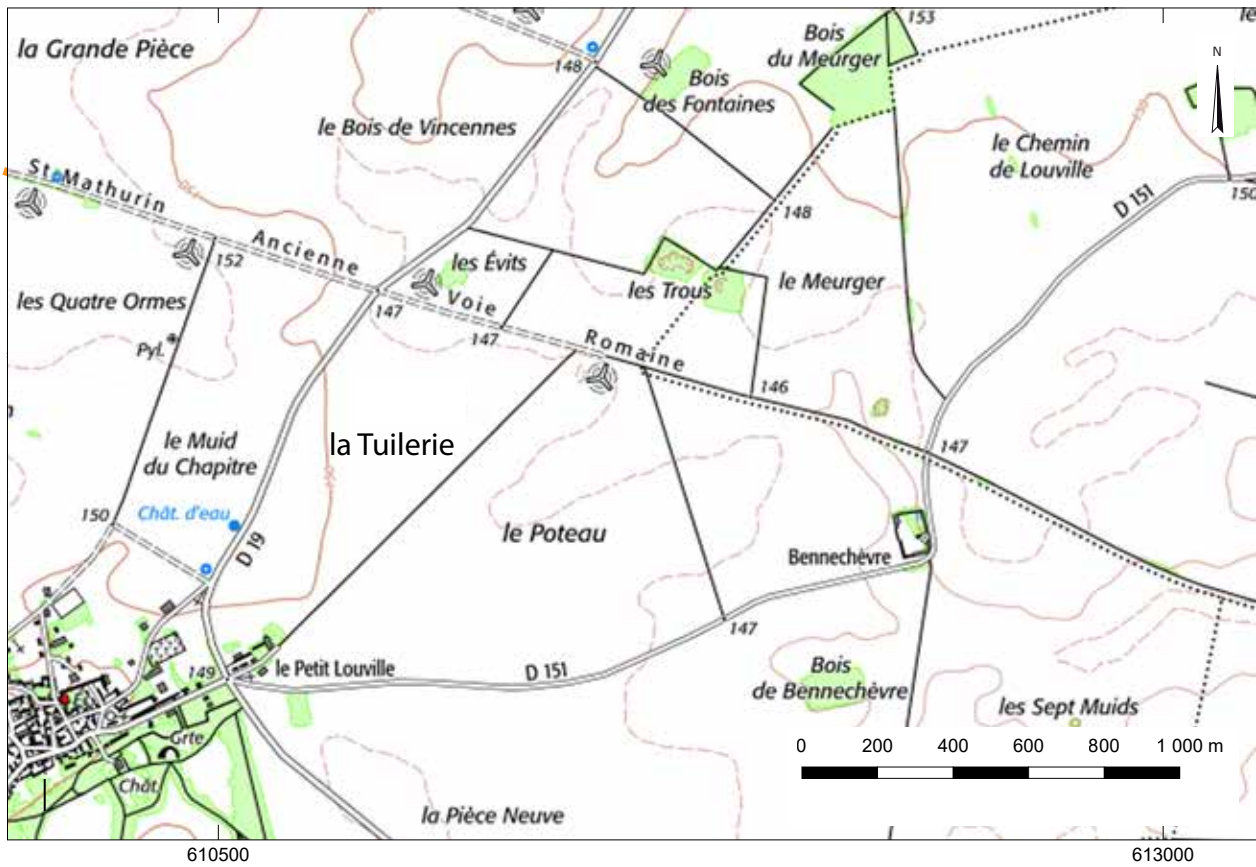 153
la Grande Pièce
Bois
du Meurger
N
148
Bois
des Fontaines
le Bois de Vincennes
le Chemin
de Louville
150
St Mathurin
D 151
150
148
Ancienne
152
les Évits
les Trous
le Meurger
les Quatre Ormes
147
Voie
147
Pyl.
Romaine
146
le Muid
du Chapitre
la Tuilerie
147
150
Chât. d'eau
D 19
le Poteau
Bennechèvre
147
149
le Petit Louville
D 151
Bois
de Bennechèvre
les Sept Muids
Grte
Chât.
0 200 400 600 800 1 000 m
la Pièce Neuve
610500
613000